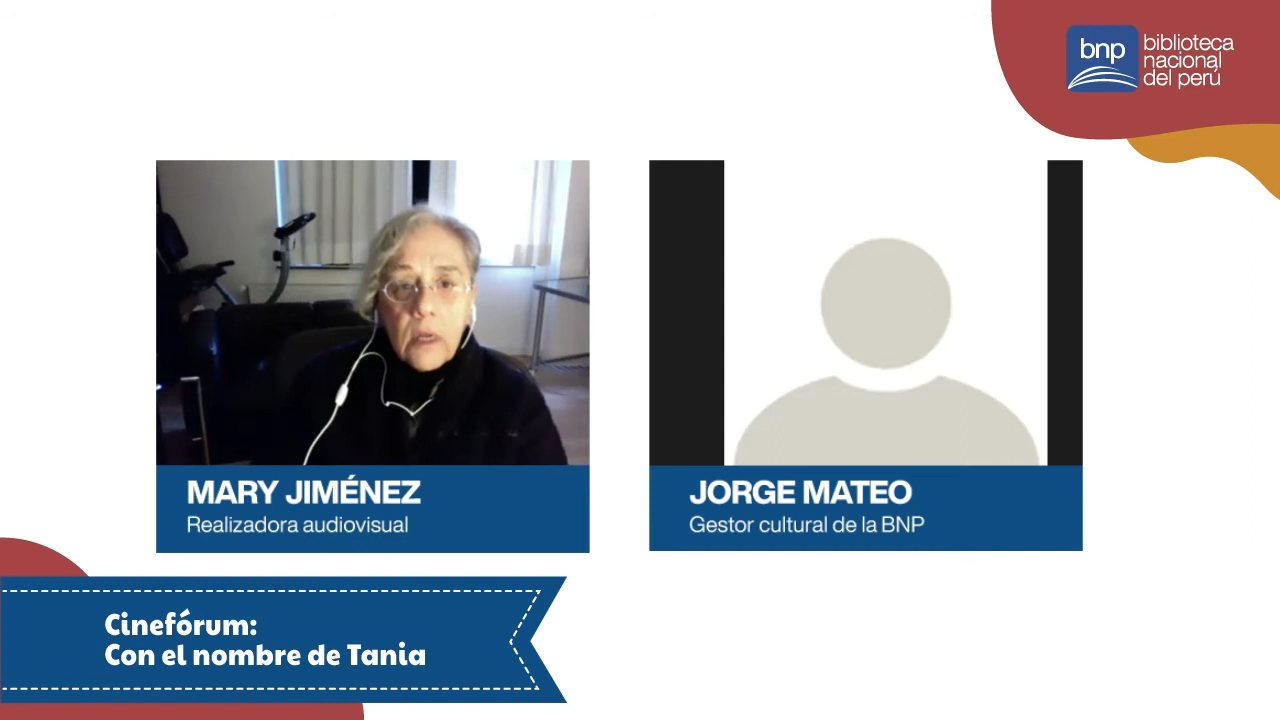 bnp
biblioteca
nacional
del perú
MARY JIMÉNEZ
Realizadora audiovisual
JORGE MATEO
Gestor cultural de la BNP
Cinefórum:
Con el nombre de Tania